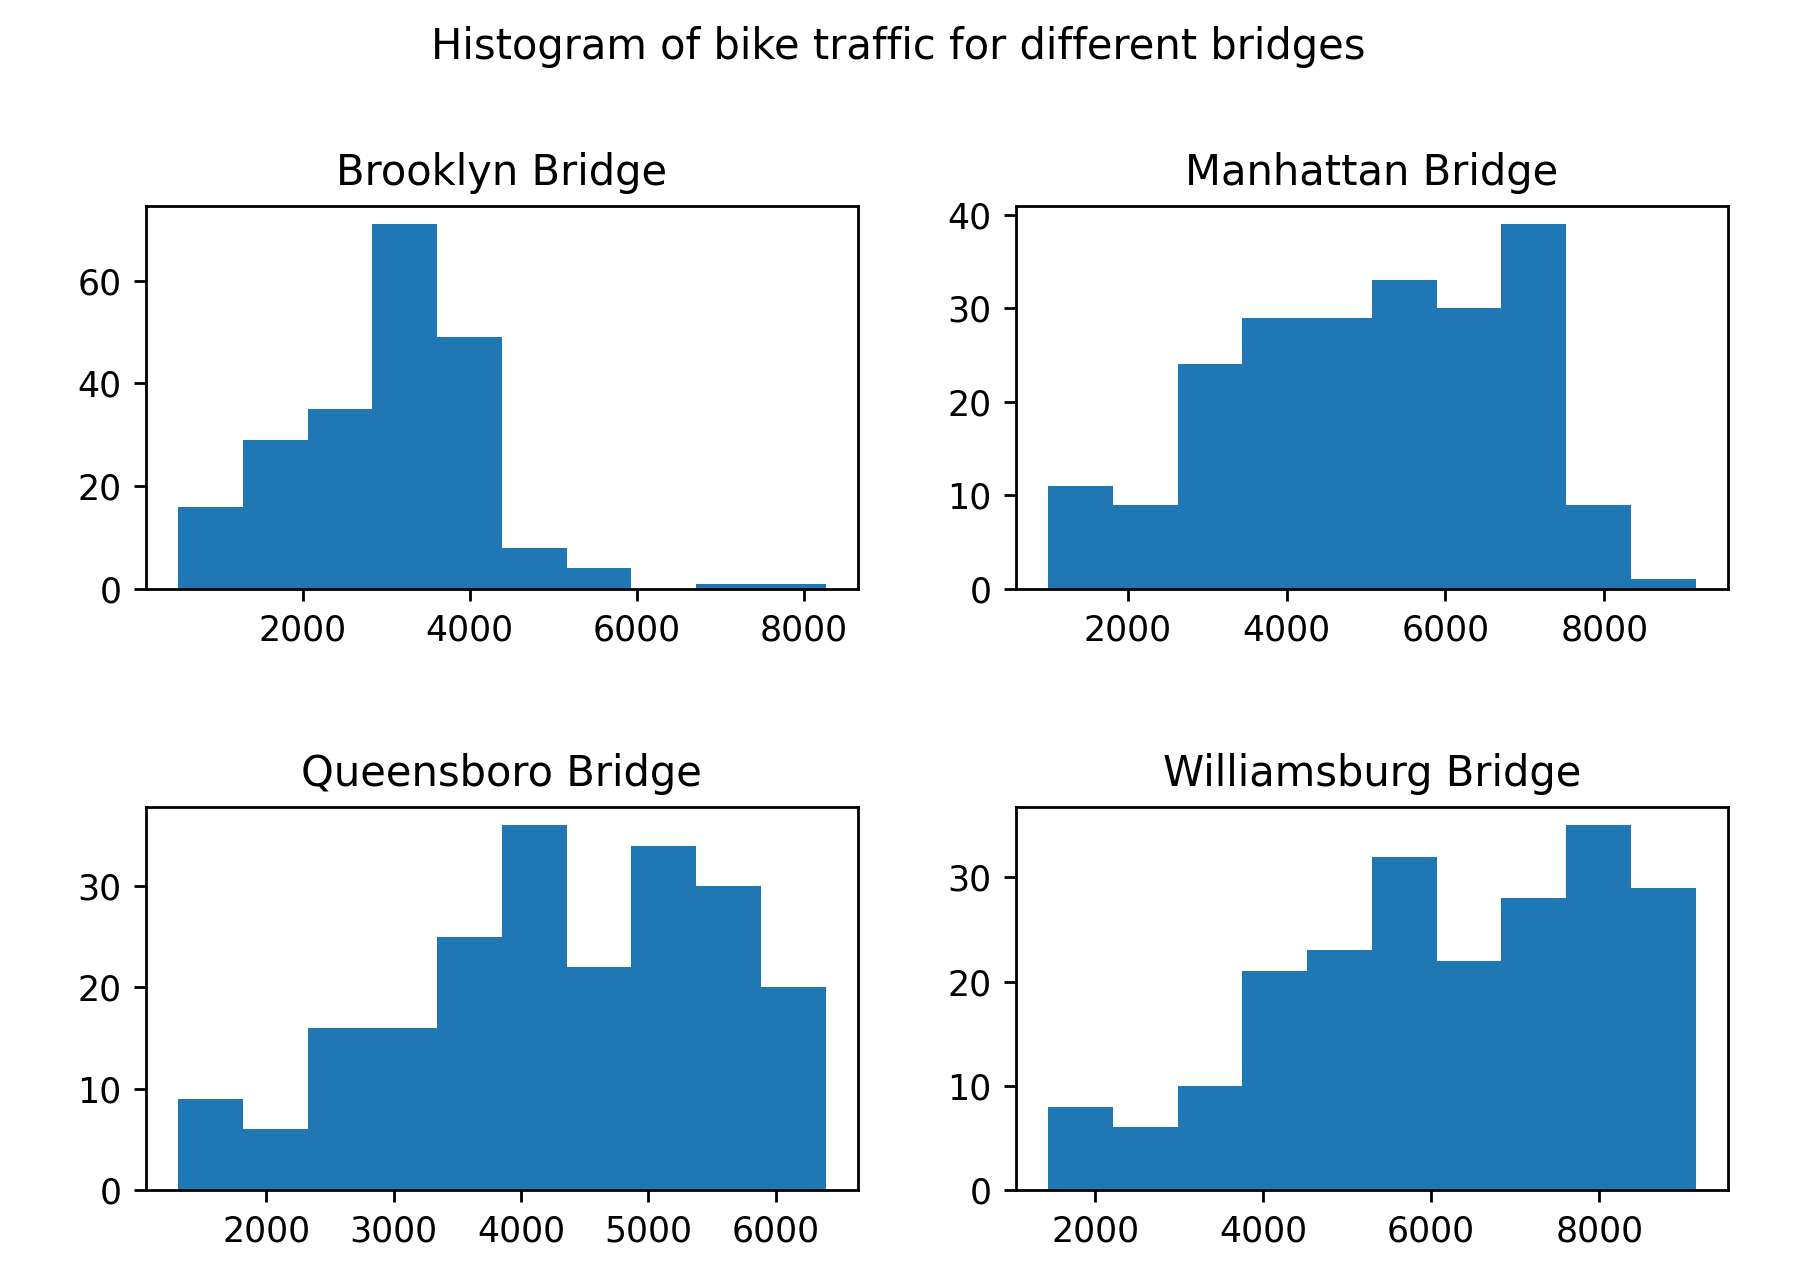 Histogram of bike traffic for different bridges
Brooklyn Bridge
60
40
20
0
2000 4000 6000 8000
Manhattan Bridge
40
30
20
10
0
2000 4000 6000 8000
Queensboro Bridge
30
20
10
0
2000 3000 4000 5000 6000
Williamsburg Bridge
30
20
10
0
2000 4000 6000 8000